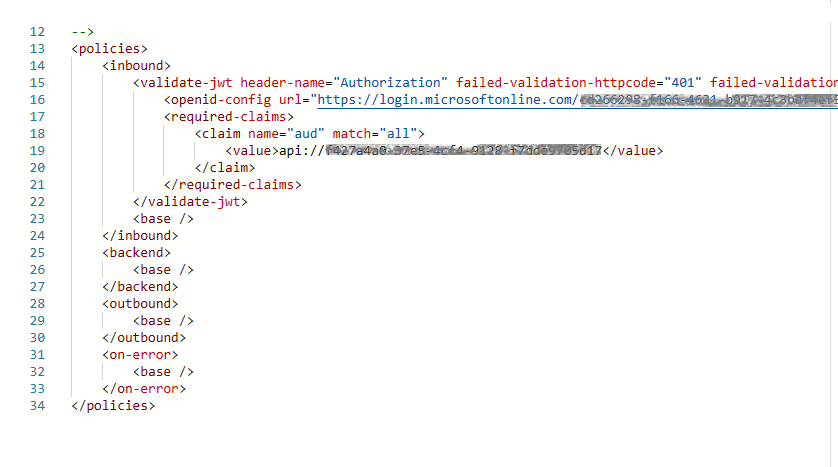 12 -->
13 <policies>
14 <inbound>
15 <validate-jwt header-name="Authorization" failed-validation-httpcode="401" failed-validation
16 <openid-config url="https://login.microsoftonline.com/
17 <required-claims>
18 <claim name="aud" match="all">
19 <value>api://</value>
20 </claim>
21 </required-claims>
22 </validate-jwt>
23 <base />
24 </inbound>
25 <backend>
26 <base />
27 </backend>
28 <outbound>
29 <base />
30 </outbound>
31 <on-error>
32 <base />
33 </on-error>
34 </policies>